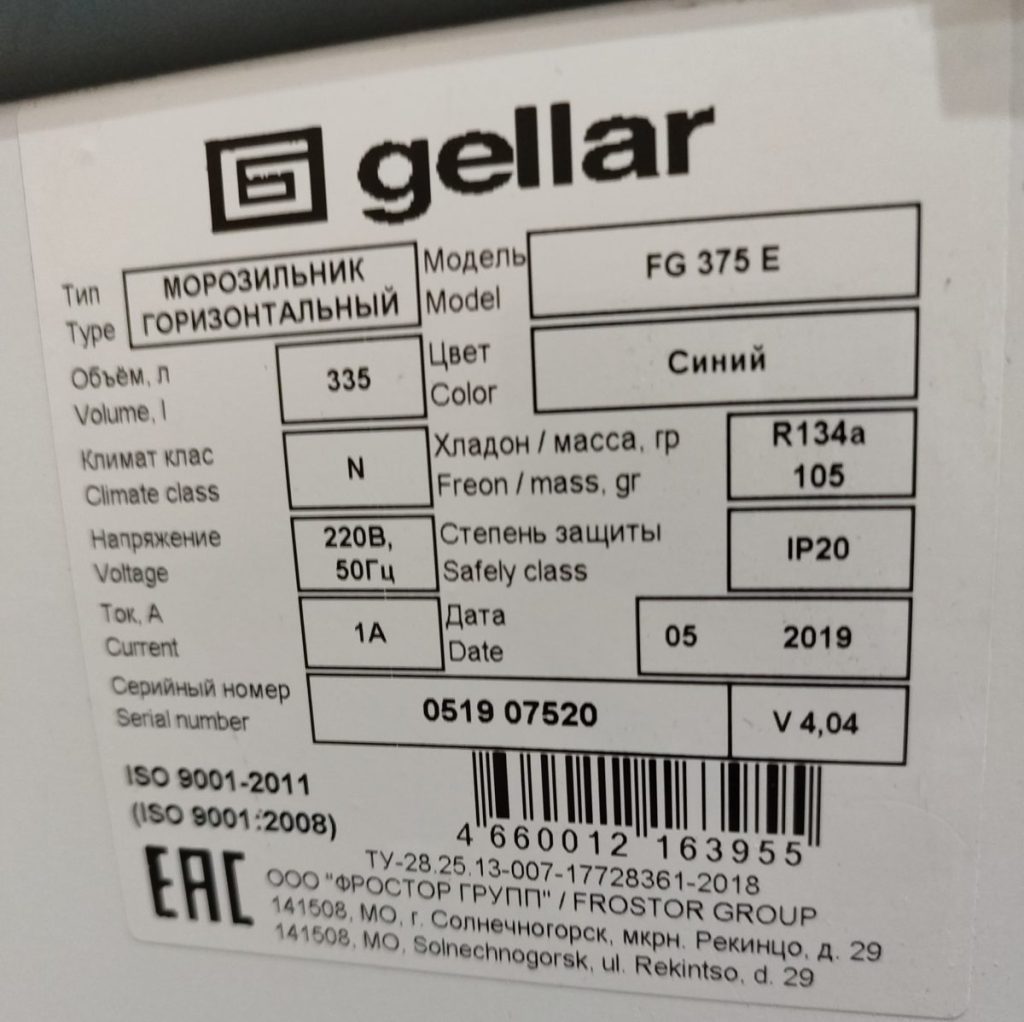 gellar
Тип
Type
МОРОЗИЛЬНИК
ГОРИЗОНТАЛЬНЫЙ
Модель
Model
FG 375 E
Объём, л
Volume, l
335
Цвет
Color
Синий
Климат клас
Climate class
N
Хладон / масса, гр
Freon / mass, gr
R134a
105
Напряжение
Voltage
220В,
50Гц
Степень защиты
Safely class
IP20
Ток, А
Current
1А
Дата
Date
05 2019
Серийный номер
Serial number
0519 07520
V 4,04
ISO 9001-2011
(ISO 9001:2008)
4 660012 163955
EAC
ТУ-28.25.13-007-17728361-2018
ООО "ФРОСТОР ГРУПП" / FROSTOR GROUP
141508, МО, г. Солнечногорск, мкрн. Рекинцо, д. 29
141508, MO, Solnechnogorsk, ul. Rekintso, d. 29